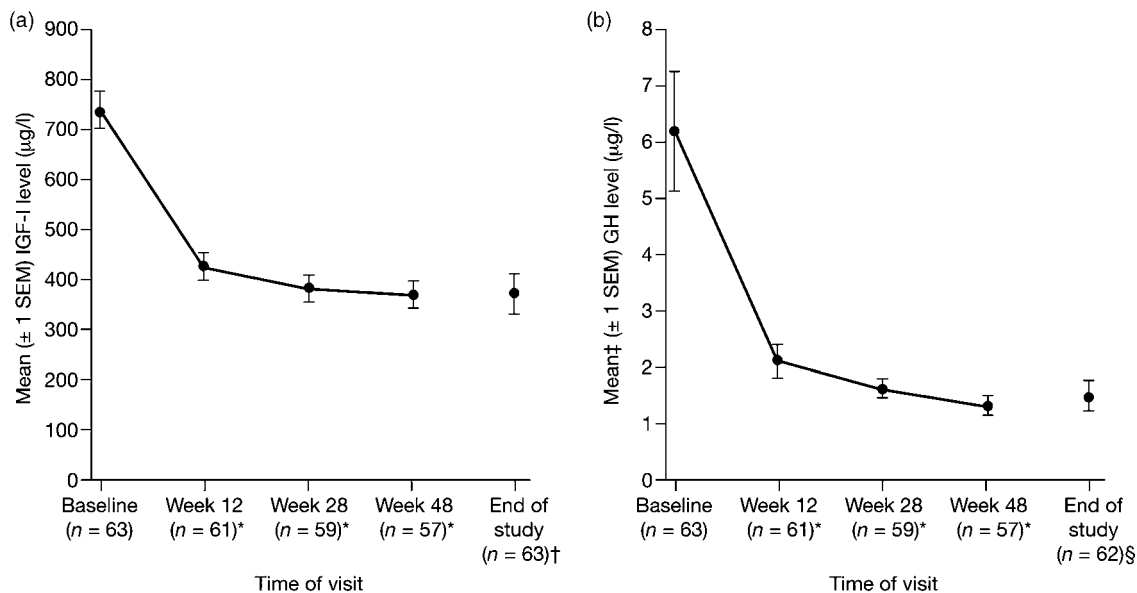 (a)
Mean (± 1 SEM) IGF-I level (μg/l)
900
800
700
600
500
400
300
200
100
0
Baseline
(n = 63)
Week 12
(n = 61)*
Week 28
(n = 59)*
Week 48
(n = 57)*
End of
study
(n = 63)†
Time of visit
(b)
Mean‡ (± 1 SEM) GH level (μg/l)
8
7
6
5
4
3
2
1
0
Baseline
(n = 63)
Week 12
(n = 61)*
Week 28
(n = 59)*
Week 48
(n = 57)*
End of
study
(n = 62)§
Time of visit